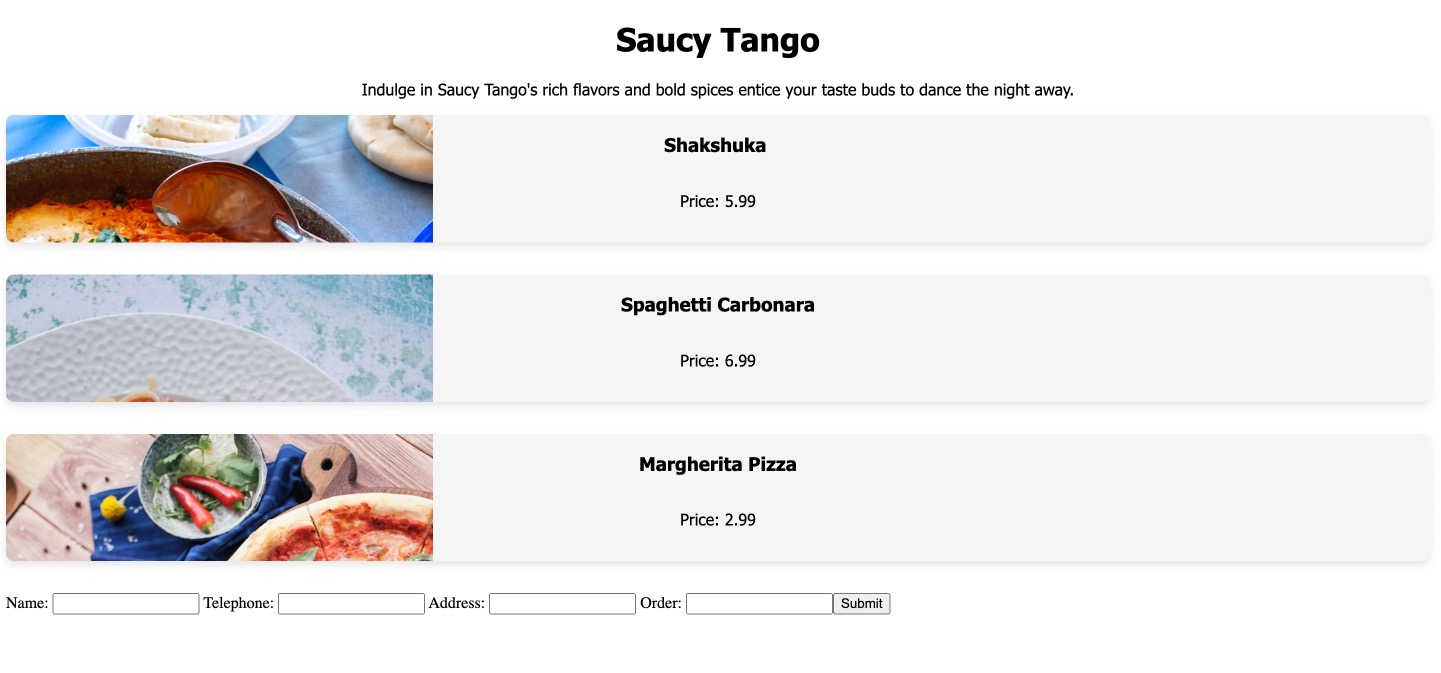 Saucy Tango
Indulge in Saucy Tango's rich flavors and bold spices entice your taste buds to dance the night away.
Shakshuka
Price: 5.99
Spaghetti Carbonara
Price: 6.99
Margherita Pizza
Price: 2.99
Name: Telephone: Address: Order: Submit